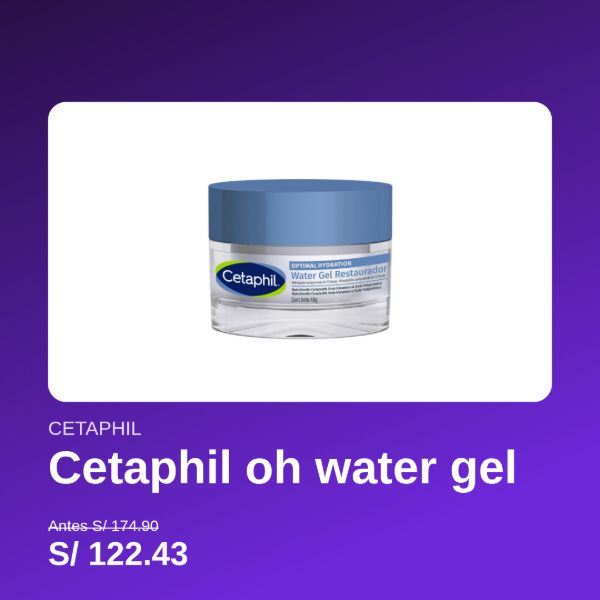 OPTIMAL HYDRATION
Cetaphil
Water Gel Restaurador
Cont. Neto 48g
CETAPHIL
Cetaphil oh water gel
Antes S/ 174.90
S/ 122.43